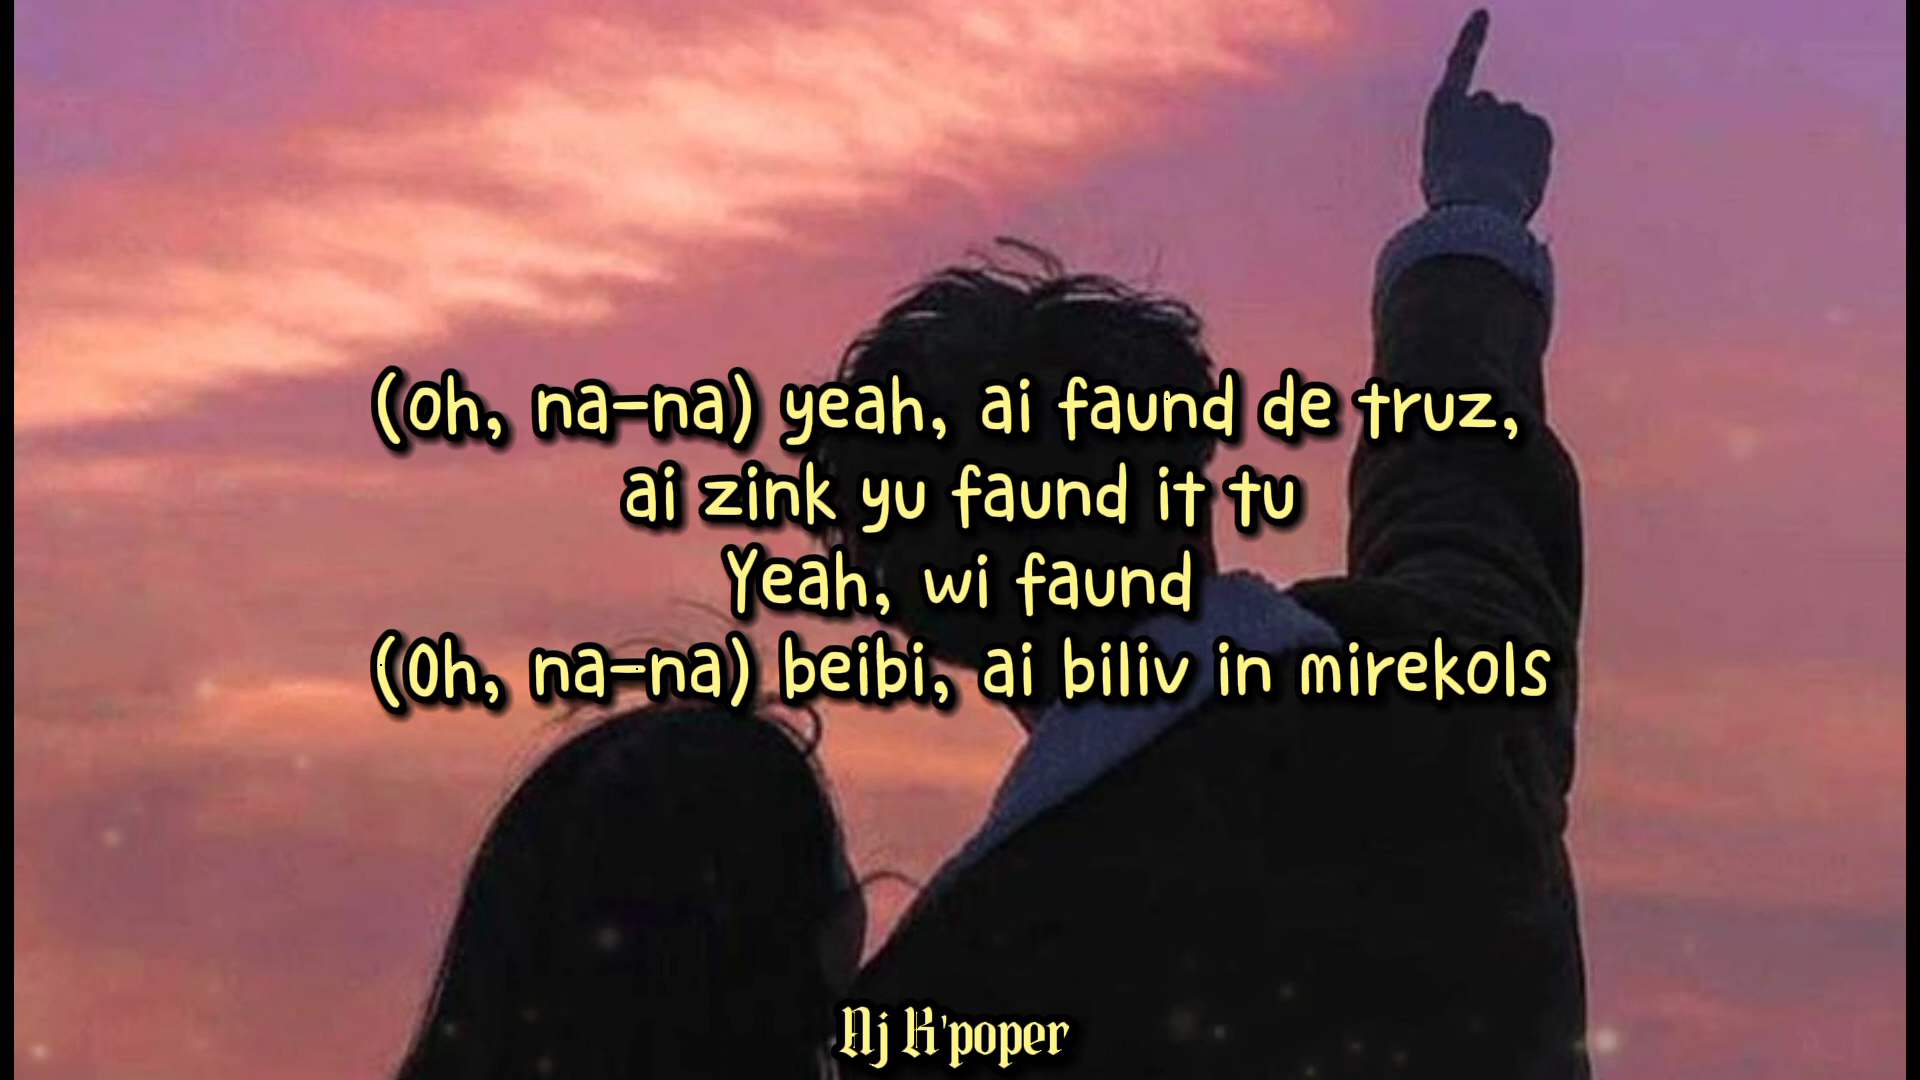 (oh, na-na) yeah, ai faund de truz,
ai zink yu faund it tu
Yeah, wi faund
(Oh, na-na) beibi, ai biliv in mirekols
Aj K'poper